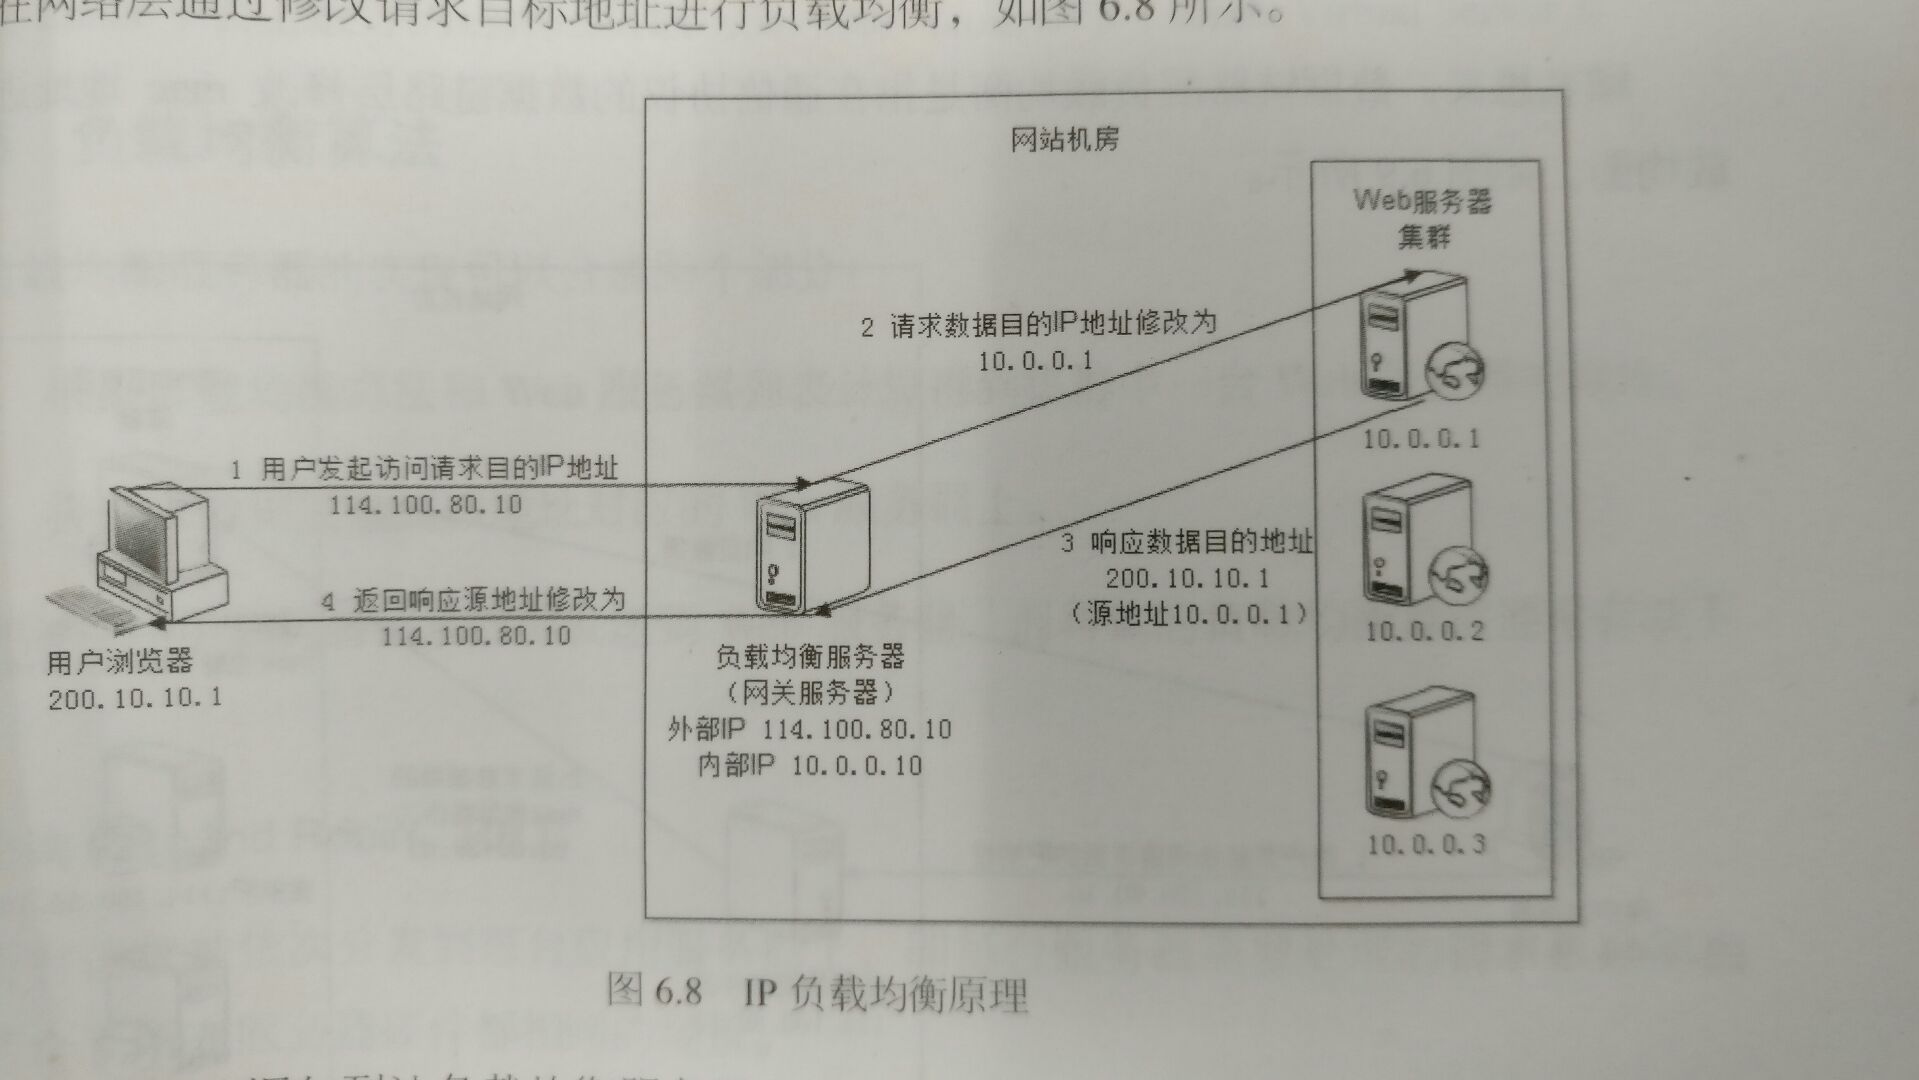 在网络层通过修改请求目标地址进行负载均衡，如图 6.8 所示。
网站机房
Web服务器
集群
2 请求数据目的IP地址修改为
10.0.0.1
10.0.0.1
1 用户发起访问请求目的IP地址
114.100.80.10
3 响应数据目的地址
200.10.10.1
（源地址10.0.0.1）
10.0.0.2
4 返回响应源地址修改为
114.100.80.10
用户浏览器
200.10.10.1
负载均衡服务器
（网关服务器）
外部IP 114.100.80.10
内部IP 10.0.0.10
10.0.0.3
图 6.8 IP 负载均衡原理